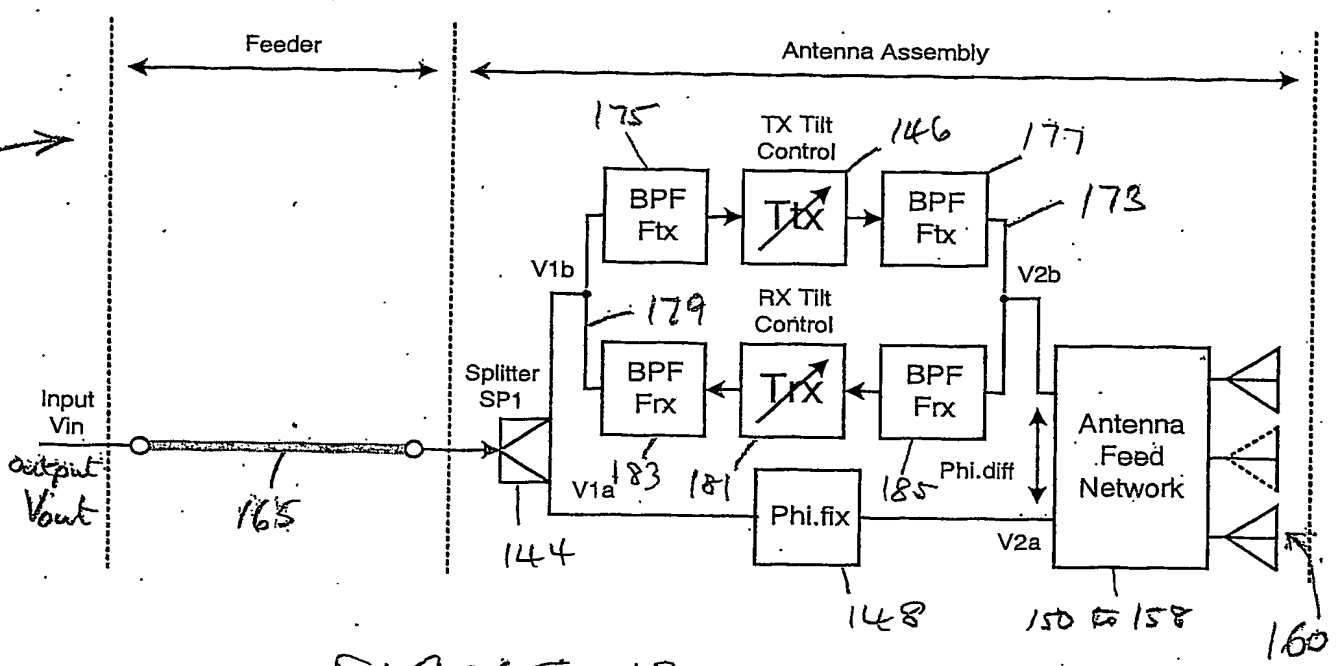 Feeder
Antenna Assembly
175
TX Tilt
Control
146
177
BPF
Ftx
Ttx
BPF
Ftx
173
V1b
V2b
179
RX Tilt
Control
Splitter
SP1
BPF
Frx
Trx
BPF
Frx
Input
Vin
output
Vout
165
V1a
183
181
185
Phi.diff
Antenna
Feed
Network
Phi.fix
V2a
144
148
150 to 158
160